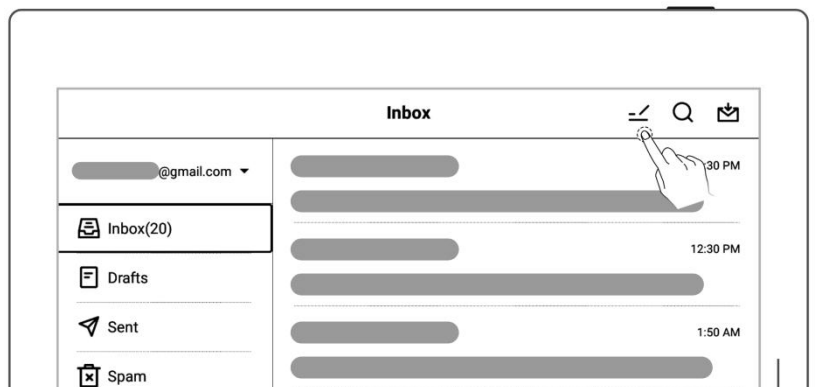 Inbox
@gmail.com
:30 PM
Inbox(20)
12:30 PM
Drafts
Sent
1:50 AM
Spam